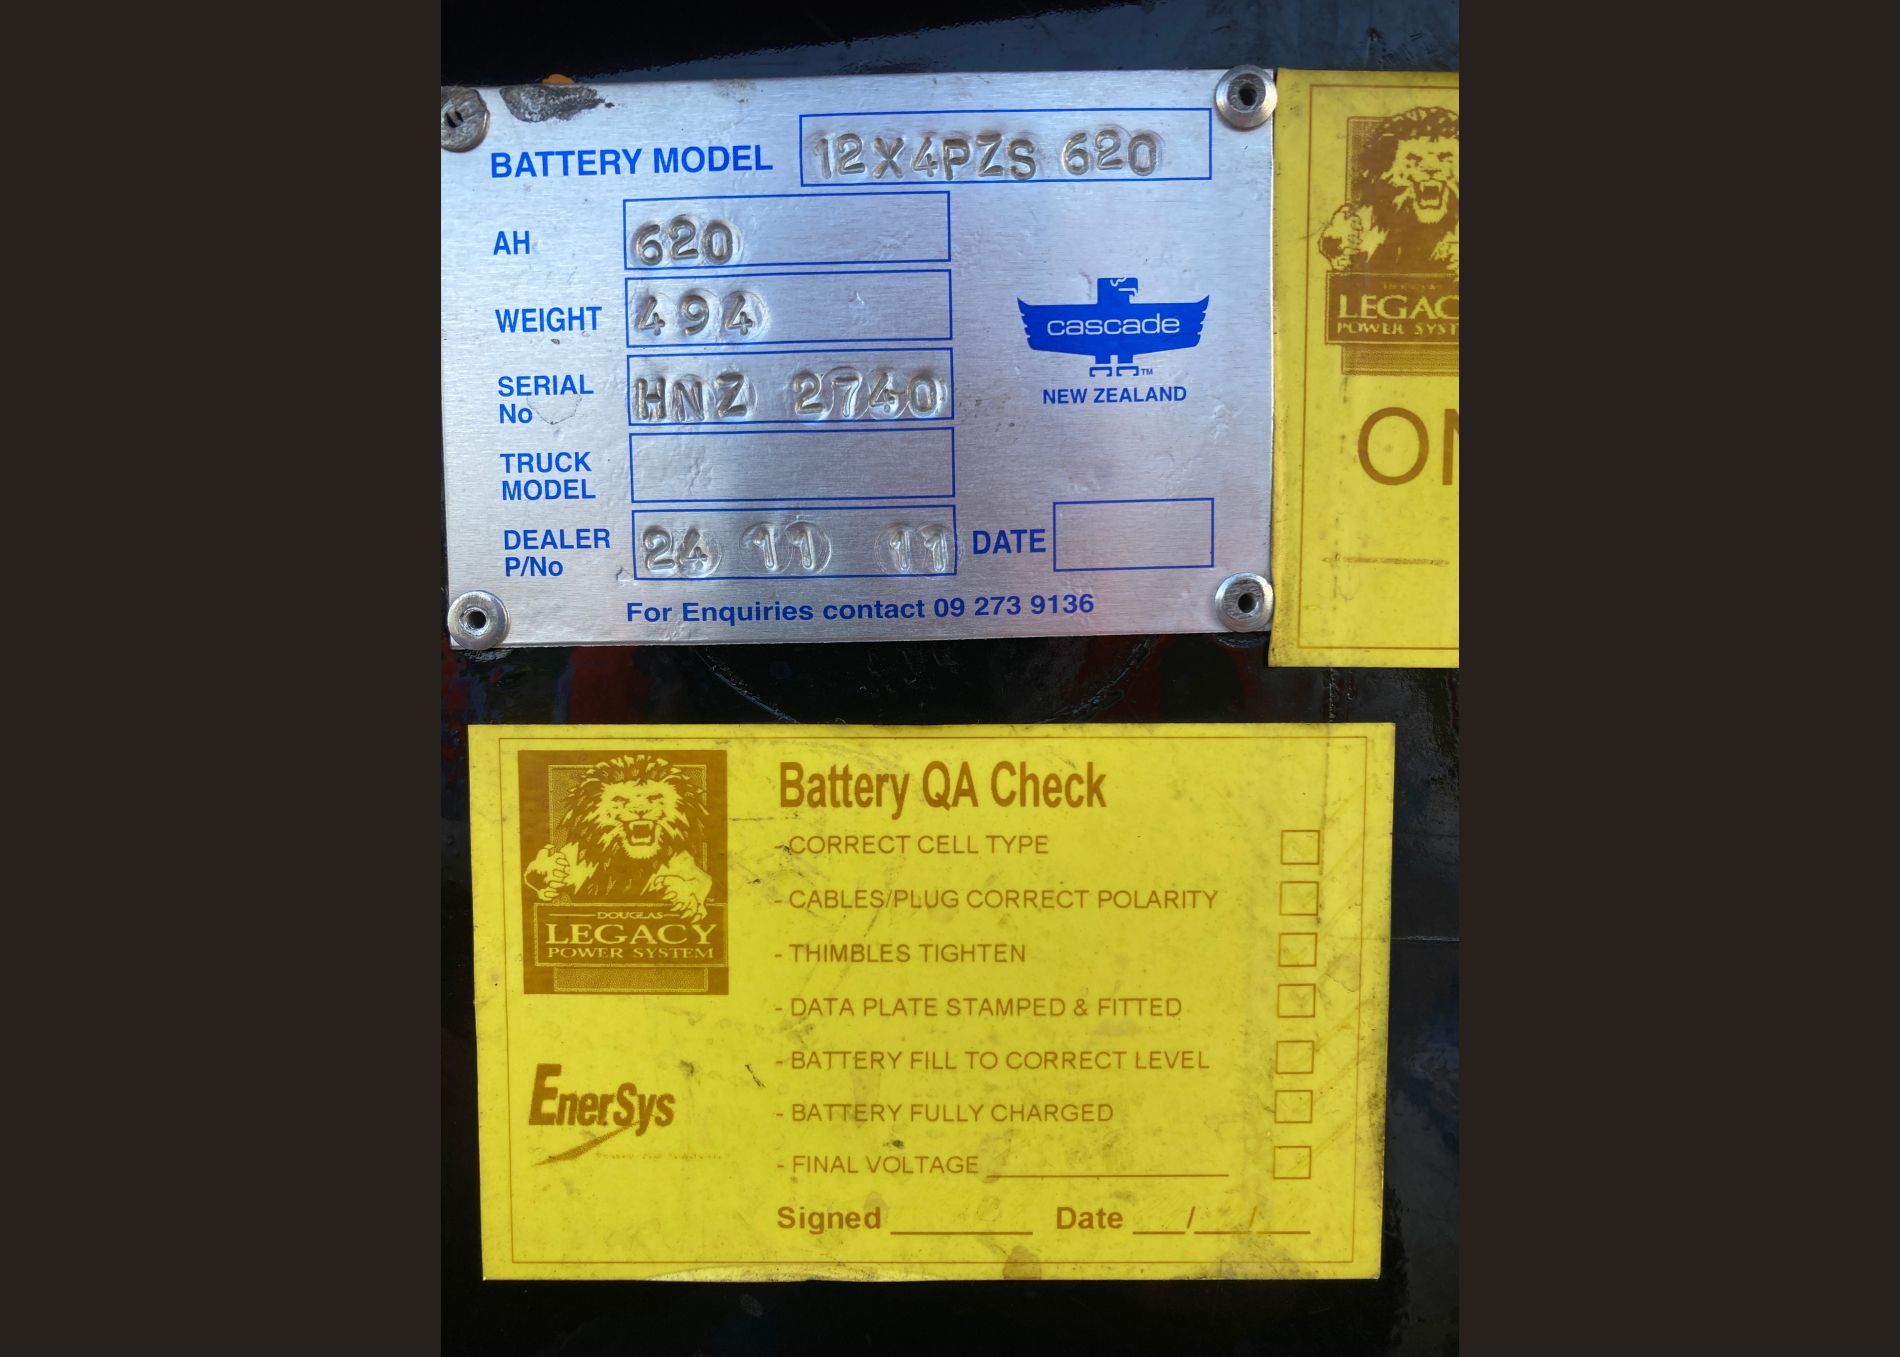 BATTERY MODEL 12X4PZS 620
AH 620
WEIGHT 494
SERIAL No HNZ 2740
TRUCK MODEL
DEALER P/No 24 11 11 DATE
For Enquiries contact 09 273 9136
cascade
TM
NEW ZEALAND
LEGAC
POWER SYST
ON
Battery QA Check
- CORRECT CELL TYPE
- CABLES/PLUG CORRECT POLARITY
- THIMBLES TIGHTEN
- DATA PLATE STAMPED & FITTED
- BATTERY FILL TO CORRECT LEVEL
- BATTERY FULLY CHARGED
- FINAL VOLTAGE
Signed Date / /
DOUGLAS
LEGACY
POWER SYSTEM
EnerSys